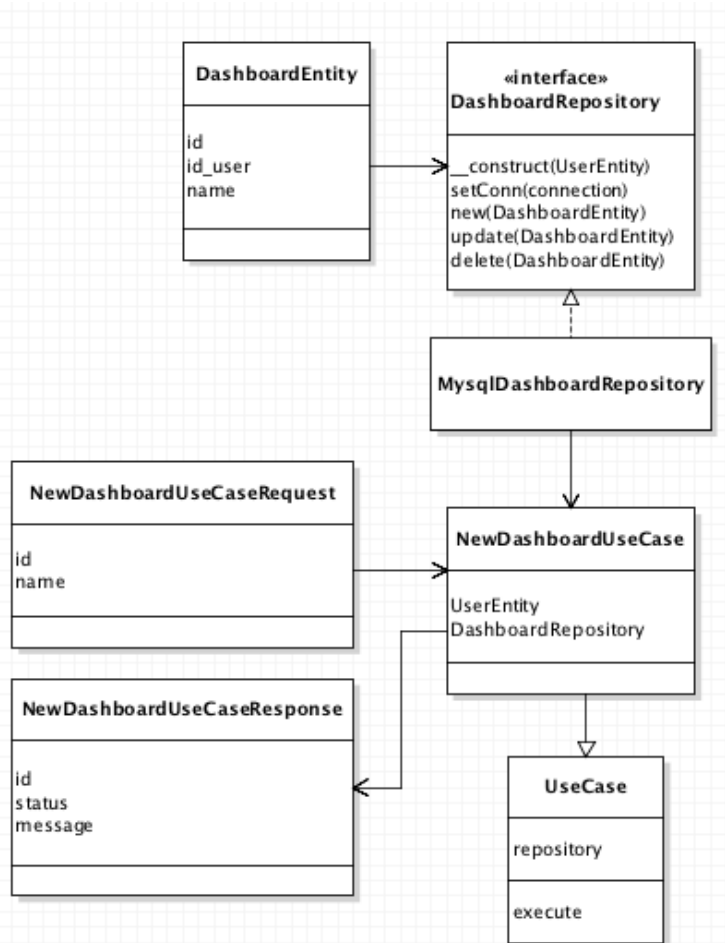 DashboardEntity
id
id_user
name
«interface»
DashboardRepository
__construct(UserEntity)
setConn(connection)
new(DashboardEntity)
update(DashboardEntity)
delete(DashboardEntity)
MysqlDashboardRepository
NewDashboardUseCaseRequest
id
name
NewDashboardUseCase
UserEntity
DashboardRepository
NewDashboardUseCaseResponse
id
status
message
UseCase
repository
execute